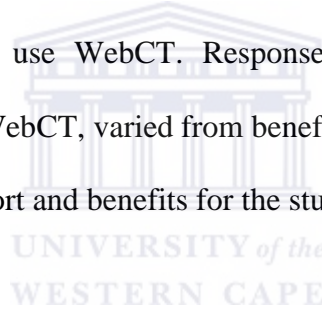 use WebCT. Response
WebCT, varied from benef
ort and benefits for the stu
UNIVERSITY of the
WESTERN CAPE